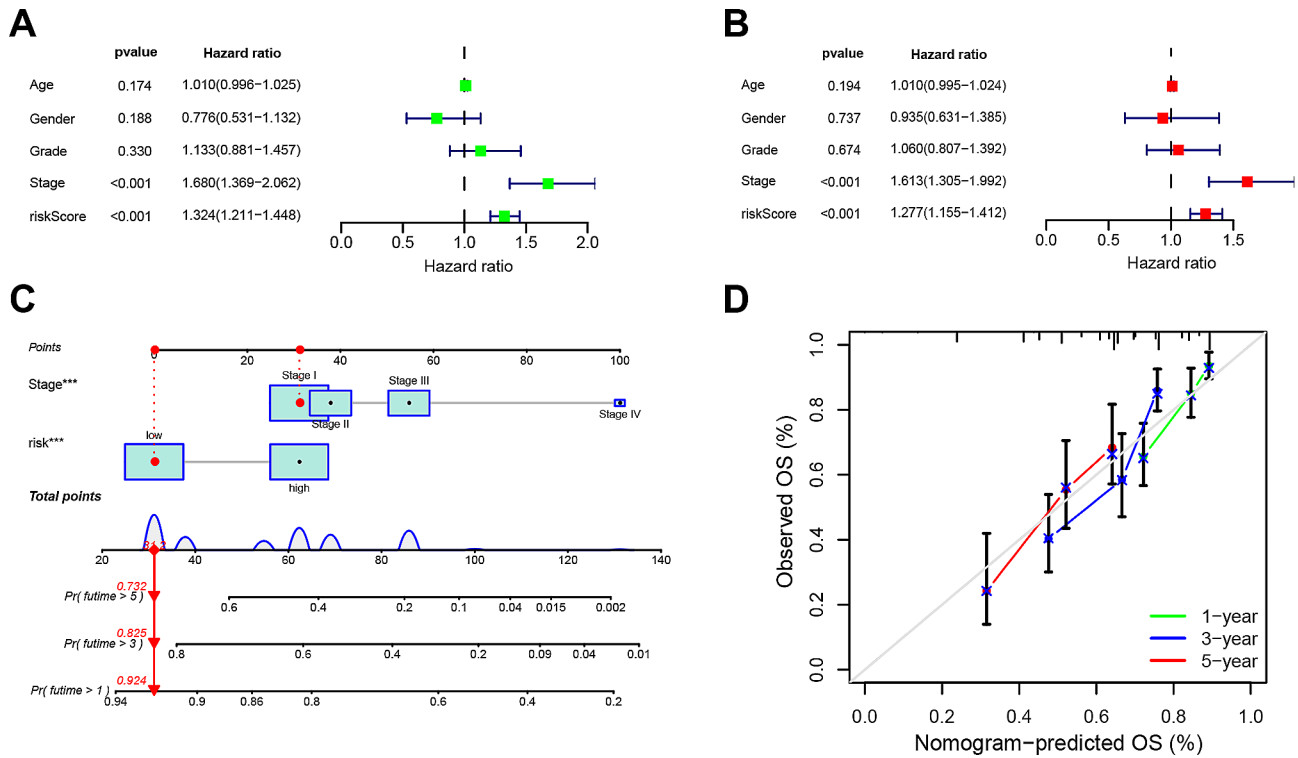 A
pvalue Hazard ratio
Age 0.174 1.010(0.996−1.025)
Gender 0.188 0.776(0.531−1.132)
Grade 0.330 1.133(0.881−1.457)
Stage <0.001 1.680(1.369−2.062)
riskScore <0.001 1.324(1.211−1.448)
0.0 0.5 1.0 1.5 2.0
Hazard ratio
B
pvalue Hazard ratio
Age 0.194 1.010(0.995−1.024)
Gender 0.737 0.935(0.631−1.385)
Grade 0.674 1.060(0.807−1.392)
Stage <0.001 1.613(1.305−1.992)
riskScore <0.001 1.277(1.155−1.412)
0.0 0.5 1.0 1.5
Hazard ratio
C
Points
0 20 40 60 80 100
Stage***
Stage I
Stage II
Stage III
Stage IV
risk***
low
high
Total points
20 40 60 80 100 120 140
0.732
Pr( futime > 5 )
0.6 0.4 0.2 0.1 0.04 0.015 0.002
0.825
Pr( futime > 3 )
0.8 0.6 0.4 0.2 0.09 0.04 0.01
0.924
Pr( futime > 1 )
0.94 0.9 0.86 0.8 0.6 0.4 0.2
D
Observed OS (%)
1.0
0.8
0.6
0.4
0.2
0.0
1−year
3−year
5−year
0.0 0.2 0.4 0.6 0.8 1.0
Nomogram−predicted OS (%)